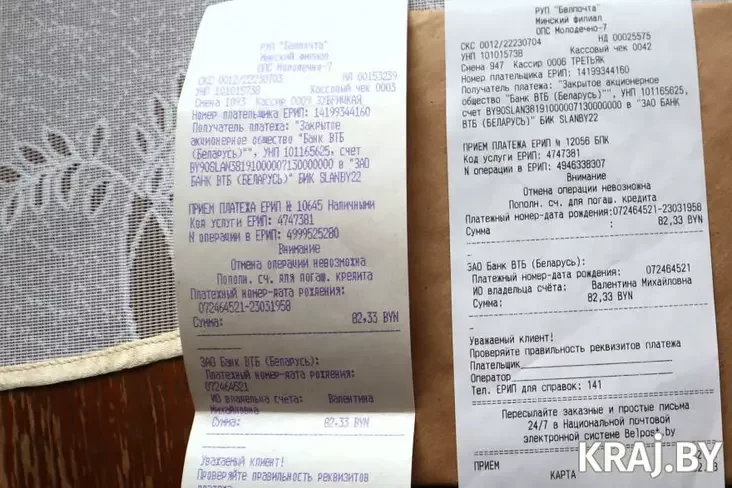 РУП "Белпочта"
Минский филиал
ОПС Молодечно-7
СКС 0012/22230703 НД 00153239
УНП 101015738 Кассовый чек 0003
Смена 1093 Кассир 0029
Номер плательщика ЕРИП: 14199344160
Получатель платежа: "Закрытое
акционерное общество "Банк ВТБ
(Беларусь)"", УНП 101165625, счет
BY90SLAN38191000007130000000 в "ЗАО
БАНК ВТБ (БЕЛАРУСЬ)" БИК SLANBY22
ПРИЕМ ПЛАТЕЖА ЕРИП № 10645 Наличными
Код услуги ЕРИП: 4747381
N операции в ЕРИП: 4999525280
Внимание
Отмена операции невозможна
Пополн. сч. для погаш. кредита
Платежный номер-дата рождения:
072464521-23031958
Сумма: 82,33 BYN
ЗАО Банк ВТБ (Беларусь):
Платежный номер-дата рождения:
072464521
ИО владельца счёта: Валентина
Михайловна
Сумма: 82,33 BYN
Уважаемый клиент!
Проверяйте правильность реквизитов
платежа
РУП "Белпочта"
Минский филиал
ОПС Молодечно-7
СКС 0012/22230704 НД 00025575
УНП 101015738 Кассовый чек 0042
Смена 947 Кассир 0006 ТРЕТЬЯК
Номер плательщика ЕРИП: 14199344160
Получатель платежа: "Закрытое акционерное
общество "Банк ВТБ (Беларусь)"", УНП 101165625,
счет BY90SLAN38191000007130000000 в "ЗАО
БАНК ВТБ (БЕЛАРУСЬ)" БИК SLANBY22
ПРИЕМ ПЛАТЕЖА ЕРИП № 12056 БПК
Код услуги ЕРИП: 4747381
N операции в ЕРИП: 4946338307
Внимание
Отмена операции невозможна
Пополн. сч. для погаш. кредита
Платежный номер-дата рождения:072464521-23031958
Сумма : 82,33 BYN
ЗАО Банк ВТБ (Беларусь):
Платежный номер-дата рождения: 072464521
ИО владельца счёта: Валентина Михайловна
Сумма: 82,33 BYN
Уважаемый клиент!
Проверяйте правильность реквизитов платежа
Плательщик
Оператор
Тел. ЕРИП для справок: 141
Пересылайте заказные и простые письма
24/7 в Национальной почтовой
электронной системе Belpost.by
ПРИЕМ
КАРТА
KRAJ.BY